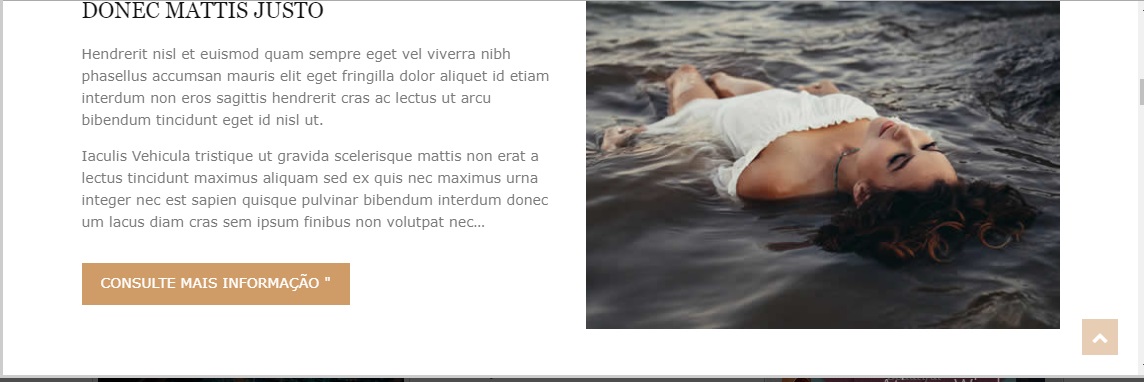 DONEC MATTIS JUSTO
Hendrerit nisl et euismod quam sempre eget vel viverra nibh
phasellus accumsan mauris elit eget fringilla dolor aliquet id etiam
interdum non eros sagittis hendrerit cras ac lectus ut arcu
bibendum tincidunt eget id nisl ut.
Iaculis Vehicula tristique ut gravida scelerisque mattis non erat a
lectus tincidunt maximus aliquam sed ex quis nec maximus urna
integer nec est sapien quisque pulvinar bibendum interdum donec
um lacus diam cras sem ipsum finibus non volutpat nec...
CONSULTE MAIS INFORMAÇÃO "